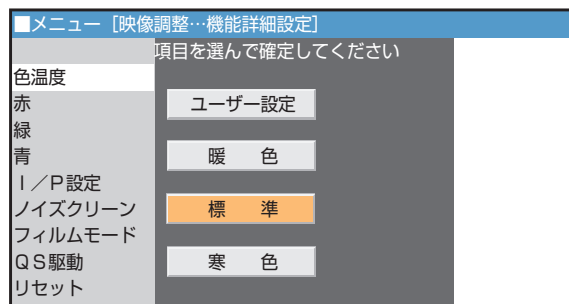 ■メニュー［映像調整…機能詳細設定］
項目を選んで確定してください
色温度
赤
緑
青
Ｉ／Ｐ設定
ノイズクリーン
フィルムモード
ＱＳ駆動
リセット
ユーザー設定
暖　色
標　準
寒　色